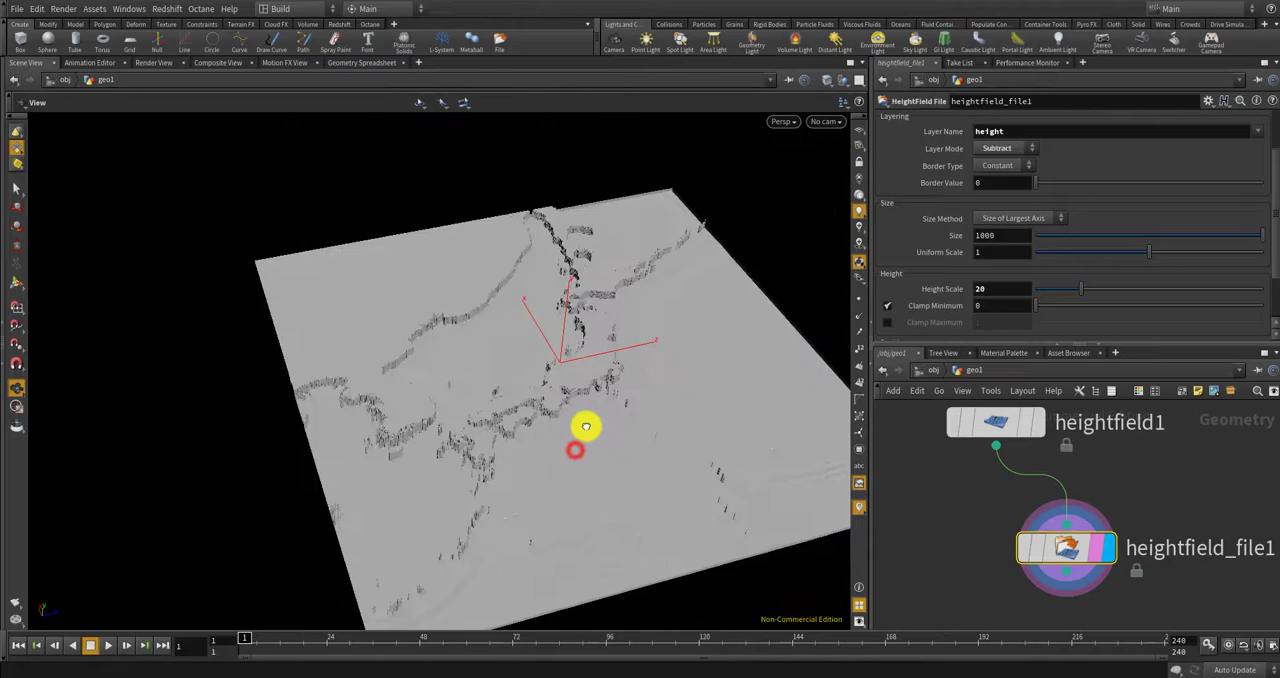 File Edit Render Assets Windows Redshift Octane Help Build Main Main
Create Modify Model Polygon Deform Texture Constraints Terrain FX Cloud FX Volume Redshift Octane
Lights and C... Collisions Particles Grains Rigid Bodies Particle Fluids Viscous Fluids Oceans Fluid Contai... Populate Con... Container Tools Pyro FX Cloth Solid Wires Crowds Drive Simula...
Box Sphere Tube Torus Grid Null Line Circle Curve Draw Curve Path Spray Paint Font Platonic Solids L-System Metaball File
Camera Point Light Spot Light Area Light Geometry Light Volume Light Distant Light Environment Light Sky Light GI Light Caustic Light Portal Light Ambient Light Stereo Camera VR Camera Switcher Gamepad Camera
Scene View Animation Editor Render View Composite View Motion FX View Geometry Spreadsheet
heightfield_file1 Take List Performance Monitor
obj geo1
obj geo1
View
HeightField File heightfield_file1
Layering
Persp No cam
Layer Name height
Layer Mode Subtract
Border Type Constant
Border Value 0
Size
Size Method Size of Largest Axis
Size 1000
Uniform Scale 1
Height
Height Scale 20
Clamp Minimum 0
Clamp Maximum
/obj/geo1 Tree View Material Palette Asset Browser
obj geo1
Add Edit Go View Tools Layout Help
Geometry
heightfield1
heightfield_file1
x
z
abc
Non-Commercial Edition
1 1 1 1 24 48 72 96 120 144 168 192 216 2 240 240
Auto Update